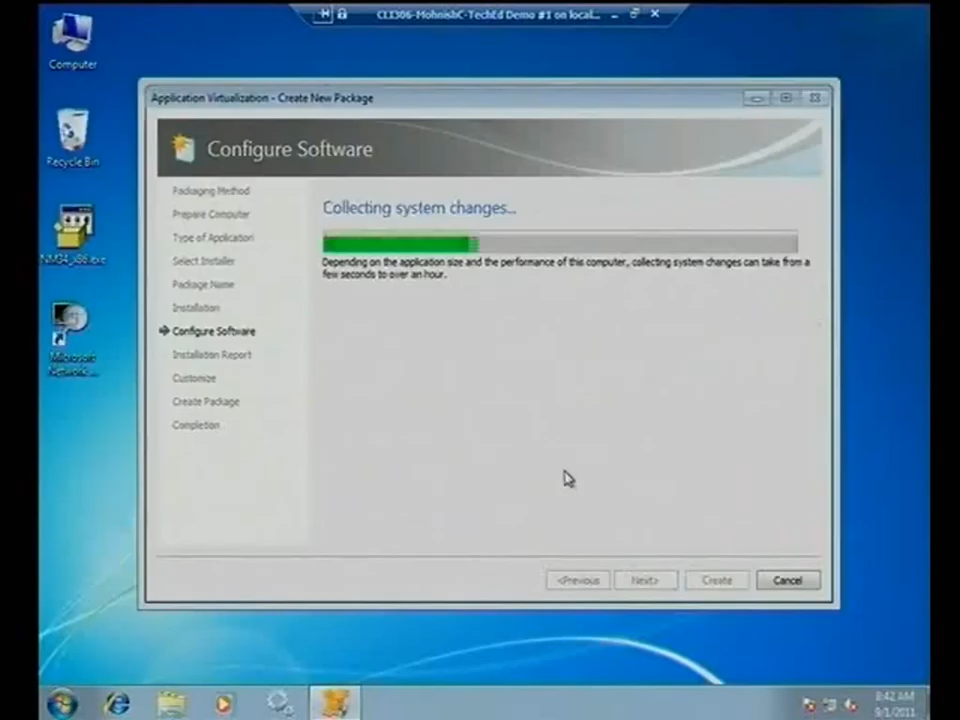 CLI306-MohnishC-TechEd Demo #1 on local...
Computer
Recycle Bin
NM34_x86.exe
Microsoft
Network ...
Application Virtualization - Create New Package
Configure Software
Packaging Method
Prepare Computer
Type of Application
Select Installer
Package Name
Installation
Configure Software
Installation Report
Customize
Create Package
Completion
Collecting system changes...
Depending on the application size and the performance of this computer, collecting system changes can take from a
few seconds to over an hour.
<Previous
Next>
Create
Cancel
8:42 AM
9/1/2011